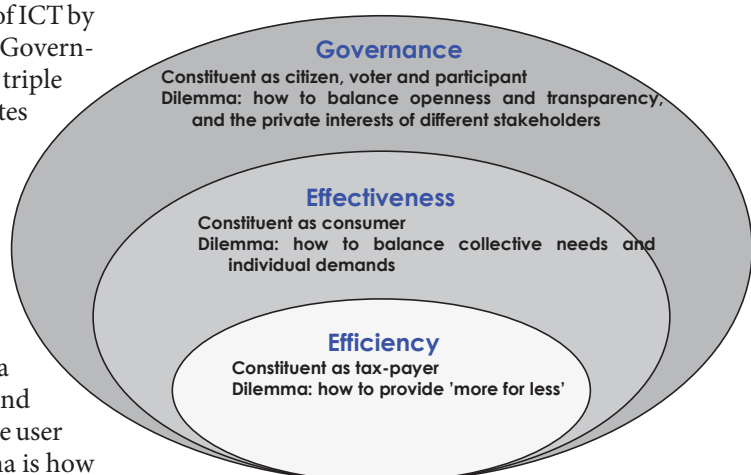 of ICT by
Govern-
triple
Governance
Constituent as citizen, voter and participant
Dilemma: how to balance openness and transparency,
and the private interests of different stakeholders
Effectiveness
Constituent as consumer
Dilemma: how to balance collective needs and
individual demands
Efficiency
Constituent as tax-payer
Dilemma: how to provide 'more for less'
a
user
is how